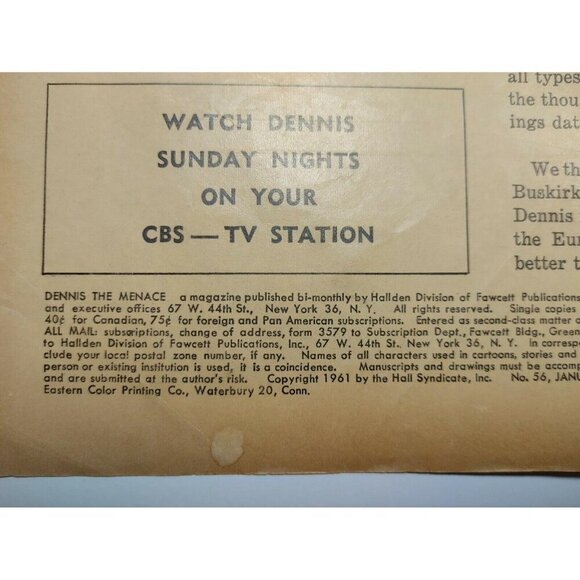 WATCH DENNIS
SUNDAY NIGHTS
ON YOUR
CBS — TV STATION
all types
the thou
ings dat
We th
Buskirk
Dennis
the Eur
better t
DENNIS THE MENACE a magazine published bi-monthly by Hallden Division of Fawcett Publications
and executive offices 67 W. 44th St., New York 36, N. Y. All rights reserved. Single copies
40¢ for Canadian, 75¢ for foreign and Pan American subscriptions. Entered as second-class matter
ALL MAIL: subscriptions, change of address, form 3579 to Subscription Dept., Fawcett Bldg., Green
to Hallden Division of Fawcett Publications, Inc., 67 W. 44th St., New York 36, N. Y. In corresp
clude your local postal zone number, if any. Names of all characters used in cartoons, stories and
person or existing institution is used, it is a coincidence. Manuscripts and drawings must be accomp
and are submitted at the author's risk. Copyright 1961 by the Hall Syndicate, Inc. No. 56, JANU
Eastern Color Printing Co., Waterbury 20, Conn.